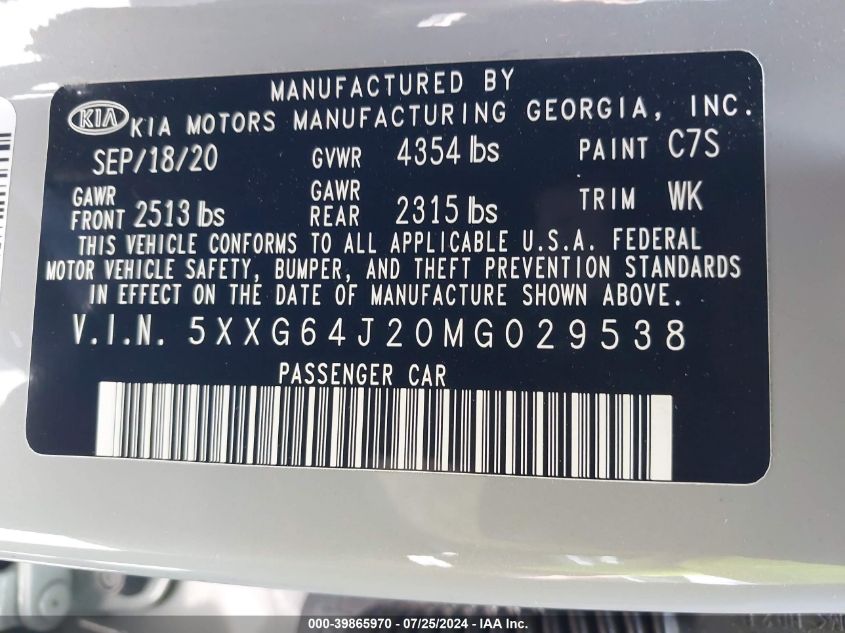 MANUFACTURED BY
KIA KIA MOTORS MANUFACTURING GEORGIA, INC.
SEP/18/20 GVWR 4354 lbs PAINT C7S
GAWR FRONT 2513 lbs GAWR REAR 2315 lbs TRIM WK
THIS VEHICLE CONFORMS TO ALL APPLICABLE U.S.A. FEDERAL
MOTOR VEHICLE SAFETY, BUMPER, AND THEFT PREVENTION STANDARDS
IN EFFECT ON THE DATE OF MANUFACTURE SHOWN ABOVE.
V.I.N. 5XXG64J20MG029538
PASSENGER CAR
000-39865970 - 07/25/2024 - IAA, Inc.